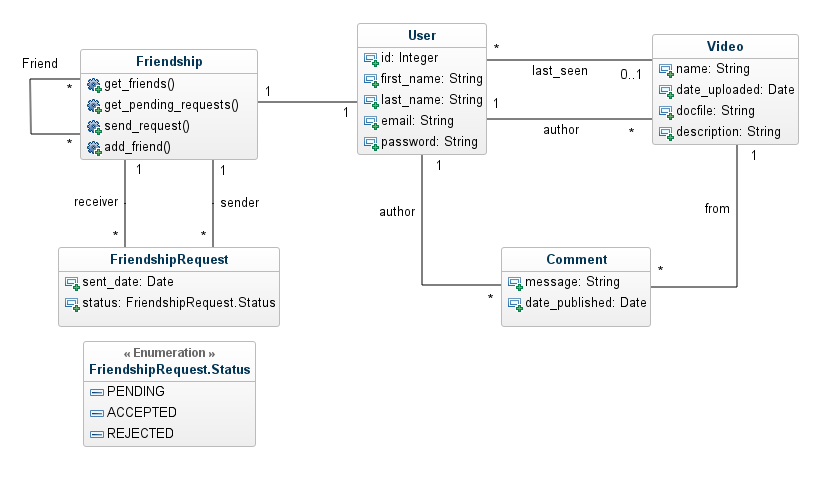 Friendship
get_friends()
get_pending_requests()
send_request()
add_friend()
Friend
*
*
1
1
User
id: Integer
first_name: String
last_name: String
email: String
password: String
*
last_seen
0..1
1
author
*
Video
name: String
date_uploaded: Date
docfile: String
description: String
1
receiver
*
1
sender
*
1
author
*
1
from
*
FriendshipRequest
sent_date: Date
status: FriendshipRequest.Status
Comment
message: String
date_published: Date
« Enumeration »
FriendshipRequest.Status
PENDING
ACCEPTED
REJECTED